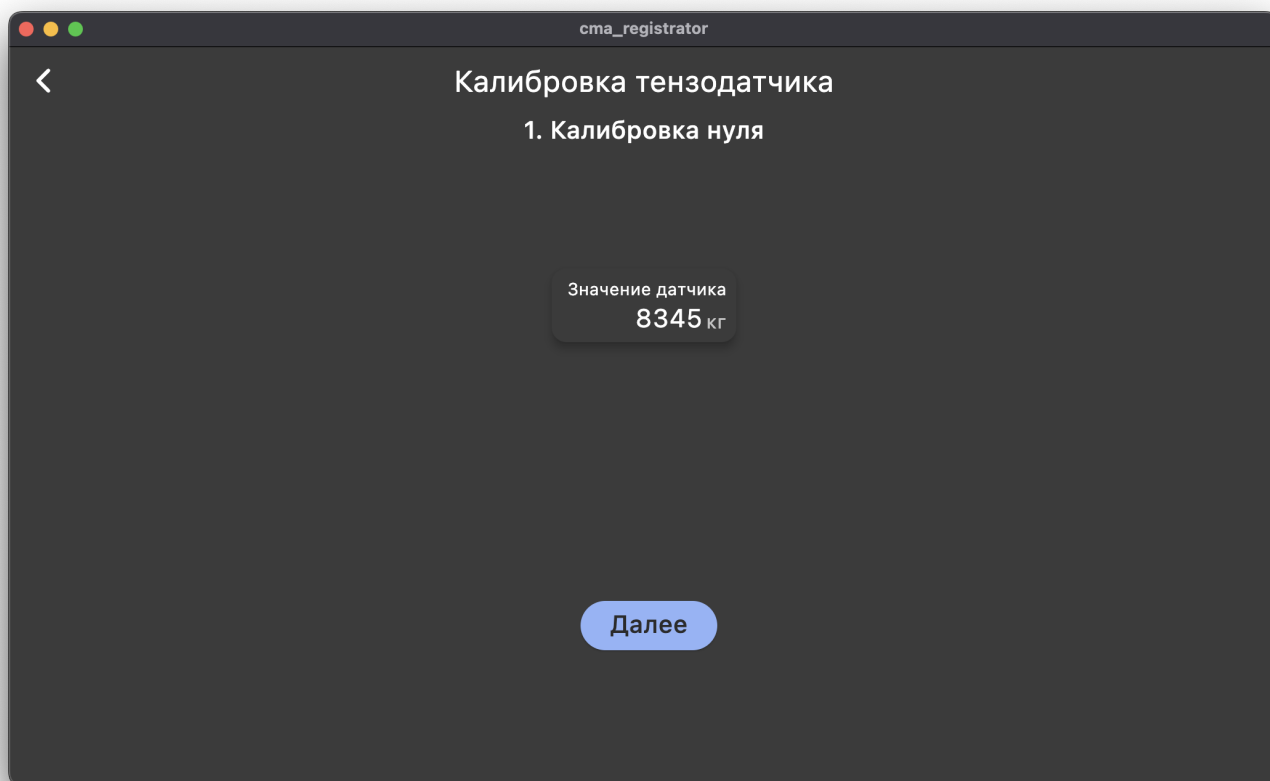 cma_registrator
Калибровка тензодатчика
1. Калибровка нуля
Значение датчика
8345 кг
Далее